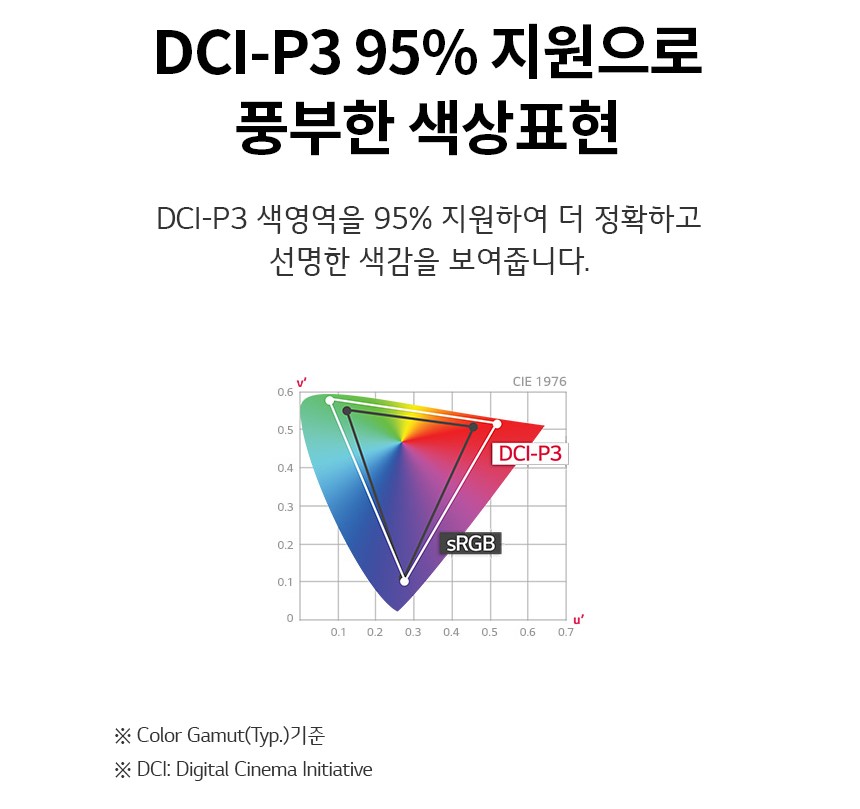 DCI-P3 95% 지원으로
풍부한 색상표현
DCI-P3 색영역을 95% 지원하여 더 정확하고
선명한 색감을 보여줍니다.
v′
CIE 1976
0.6
0.5
DCI-P3
0.4
0.3
sRGB
0.2
0.1
0
u′
0.1 0.2 0.3 0.4 0.5 0.6 0.7
※ Color Gamut(Typ.)기준
※ DCI: Digital Cinema Initiative